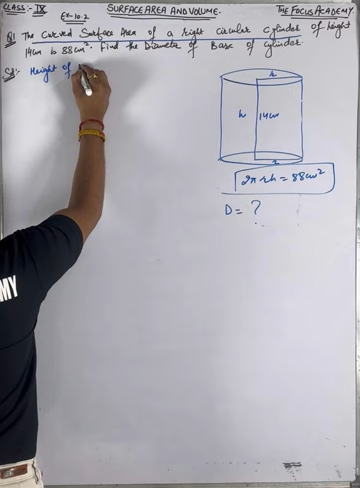 CLASS:- IX
SURFACE AREA AND VOLUME.
THE FOCUS ACADEMY
Ex-10.2
Q1 The Curved Surface Area of a right circular cylinder of height
14cm is 88cm². Find the Diameter of Base of cylinder.
Sol:- Height of
r
h
14cm
r
2πrh = 88cm²
D = ?
MY